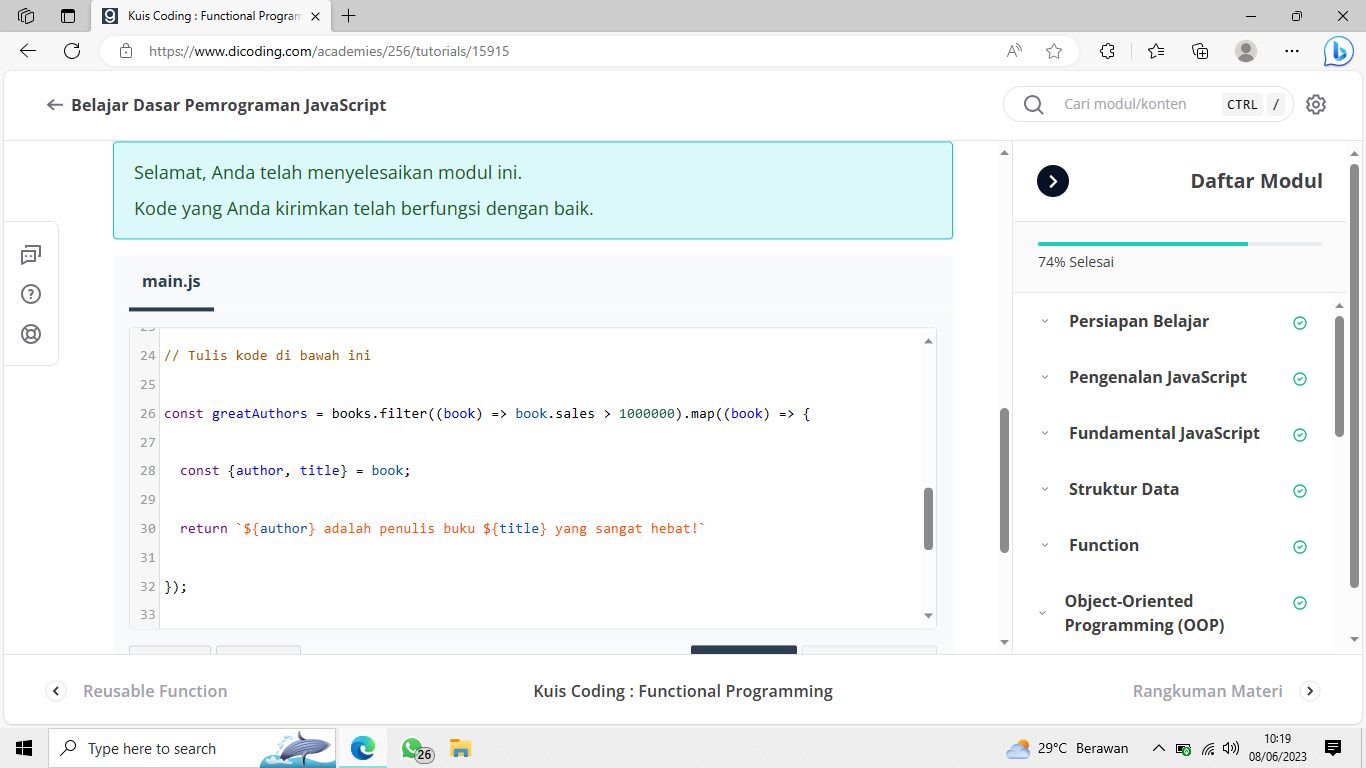 Kuis Coding : Functional Program
https://www.dicoding.com/academies/256/tutorials/15915
Belajar Dasar Pemrograman JavaScript
Cari modul/konten
CTRL /
Selamat, Anda telah menyelesaikan modul ini.
Kode yang Anda kirimkan telah berfungsi dengan baik.
main.js
24 // Tulis kode di bawah ini
25
26 const greatAuthors = books.filter((book) => book.sales > 1000000).map((book) => {
27
28 const {author, title} = book;
29
30 return `${author} adalah penulis buku ${title} yang sangat hebat!`
31
32 });
33
Daftar Modul
74% Selesai
Persiapan Belajar
Pengenalan JavaScript
Fundamental JavaScript
Struktur Data
Function
Object-Oriented
Programming (OOP)
Reusable Function
Kuis Coding : Functional Programming
Rangkuman Materi
Type here to search
26
29°C Berawan
10:19
08/06/2023